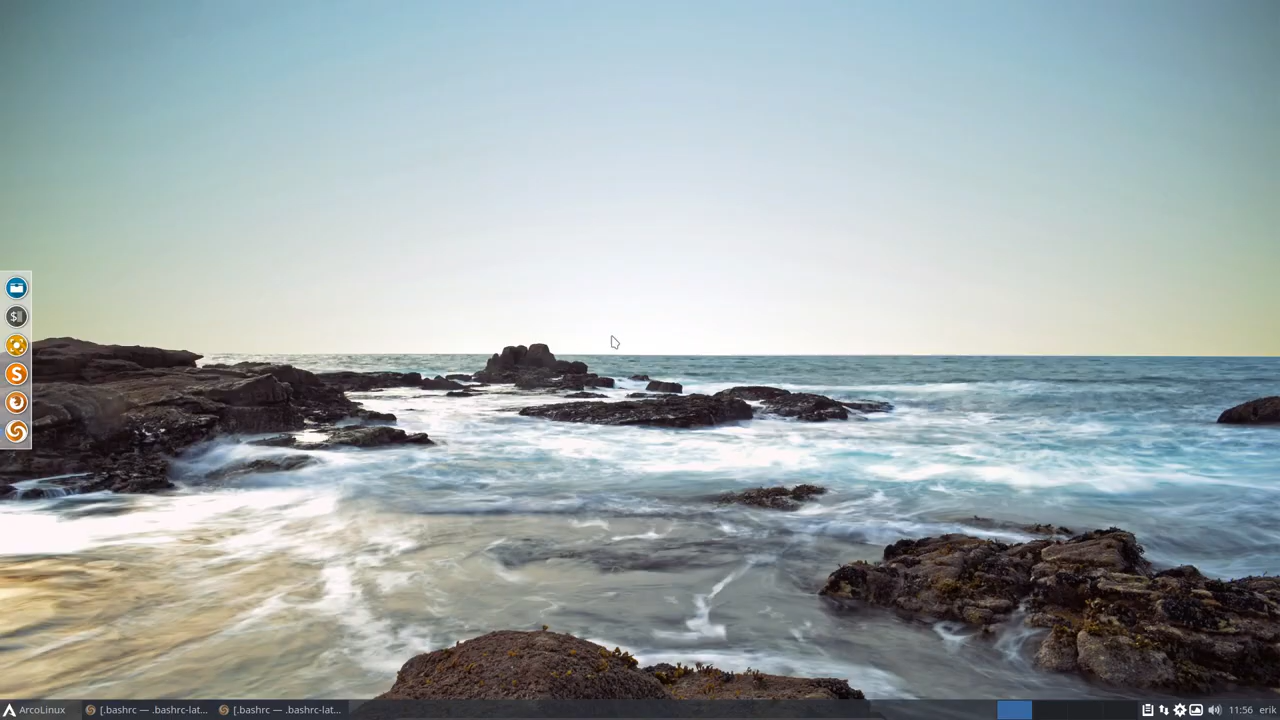 $
S
ArcoLinux
[.bashrc — .bashrc-lat...
[.bashrc — .bashrc-lat...
11:56
erik